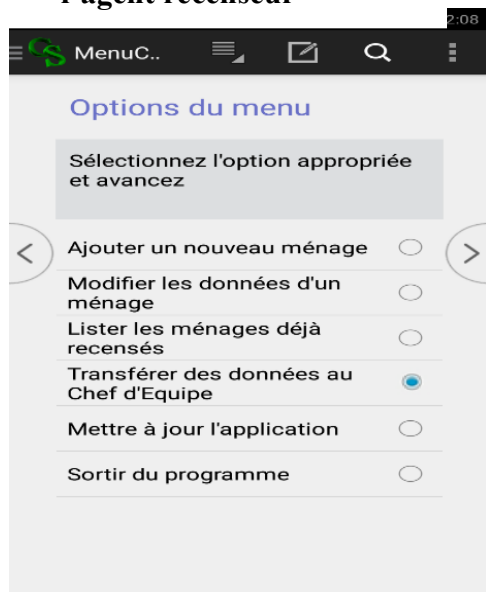 l'agent recenseur
2:08
MenuC..
Options du menu
Sélectionnez l'option appropriée
et avancez
Ajouter un nouveau ménage
Modifier les données d'un
ménage
Lister les ménages déjà
recensés
Transférer des données au
Chef d'Equipe
Mettre à jour l'application
Sortir du programme